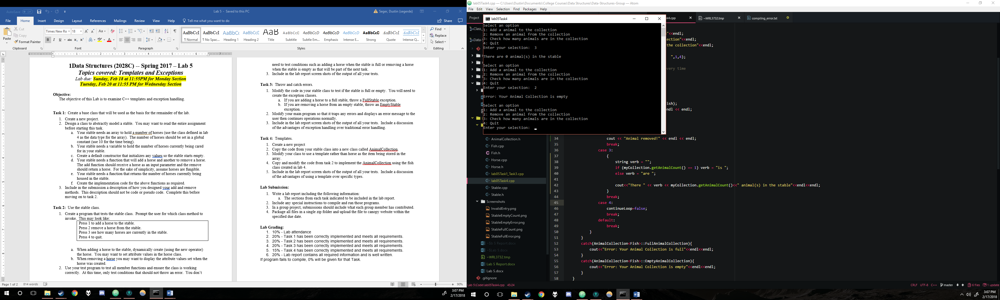 AutoSave Off
Lab 5 - Saved to this PC
Seger, Dustin (segerde)
File Home Insert Design Layout References Mailings Review View Help Tell me what you want to do
Share
Paste
Cut
Copy
Format Painter
Times New Ro 18
AaBbCcI AaBbCcI AaBbCc AaBbCcE AaB AaBbCcC AaBbCcD AaBbCcD AaBbCcD AaBbCcD AaBbCcI AaBbCcI
¶ Normal ¶ No Spac... Heading 1 Heading 2 Title Subtitle Subtle Em... Emphasis Intense E... Strong Quote Intense Q...
Find
Replace
Select
Clipboard Font Paragraph Styles Editing
1Data Structures (2028C) -- Spring 2017 – Lab 5
Topics covered: Templates and Exceptions
Lab due: Sunday, Feb 18 at 11:55PM for Monday Section
Tuesday, Feb 20 at 11:55 PM for Wednesday Section
Objective:
The objective of this Lab is to examine C++ templates and exception handling.
Task 1: Create a base class that will be used as the basis for the remainder of the lab.
1. Create a new project.
2. Design a class to abstractly model a stable. You may want to read the entire assignment
before starting this task.
a. Your stable needs an array to hold a number of horses (use the class defined in lab
4 as the data type for the array). The number of horses should be set in a global
constant (use 10 for the time being).
b. Your stable needs a variable to hold the number of horses currently being cared
for in your stable.
c. Create a default constructor that initializes any values so the stable starts empty.
d. Your stable needs a function that will add a horse and another to remove a horse.
The add function should receive a horse as an input parameter and the remove
should return a horse. For the sake of simplicity, assume horses are fungible.
e. Your stable needs a function that returns the number of horses currently being
housed in the stable.
f. Create the implementation code for the above functions as required.
3. Include in the submission a description of how you designed your add and remove
methods. This description should not be code or pseudo code. Complete this before
moving on to task 2.
Task 2: Use the stable class.
1. Create a program that tests the stable class. Prompt the user for which class method to
invoke. This may look like:
Press 1 to add a horse to the stable.
Press 2 remove a horse from the stable.
Press 3 see how many horses are currently in the stable.
Press 4 to quit.
a. When adding a horse to the stable, dynamically create (using the new operator)
the horse. You may want to set attribute values in the horse class.
b. When removing a horse you may want to display the attribute values set when the
horse was created.
2. Use your test program to test all member functions and ensure the class is working
correctly. At this time, only test conditions that should not throw an error. You don't
need to test conditions such as adding a horse when the stable is full or removing a horse
when the stable is empty as that will be part of the next task.
3. Include in the lab report screen shots of the output of all your tests.
Task 3: Throw and catch errors.
1. Modify the code in your stable class to test if the stable is full or empty. You will need to
create the exception classes.
a. If you are adding a horse to a full stable, throw a FullStable exception.
b. If you are removing a horse from an empty stable, throw an EmptyStable
exception.
2. Modify your main program so that it traps any errors and displays an error message to the
user then continues operations normally.
3. Include in the lab report screen shots of the output of all your tests. Include a discussion
of the advantages of exception handling over traditional error handling.
Task 4: Templates.
1. Create a new project
2. Copy the code from your stable class into a new class called AnimalCollection.
3. Modify your class to use a template rather than horse as the item being stored in the
array.
4. Copy and modify the code from task 2 to implement the AnimalCollection using the fish
class created in lab 4.
5. Include in the lab report screen shots of the output of all your tests. Include a discussion
of the advantages of using a template over specific types.
Lab Submission:
1. Write a lab report including the following information:
a. The sections from each task indicated to be included in the lab report.
2. Include any special instructions to compile and run those programs.
3. In a group project, submissions should include what each group member has contributed.
4. Package all files in a single zip folder and upload the file to canopy website within the
specified due date.
Lab Grading:
1. 10% - Lab attendance
2. 20% - Task 1 has been correctly implemented and meets all requirements.
3. 20% - Task 2 has been correctly implemented and meets all requirements.
4. 20% - Task 3 has been correctly implemented and meets all requirements.
5. 15% - Task 4 has been correctly implemented and meets all requirements.
6. 20% - Lab report contains all required information and is well written.
If program fails to compile, 0% will be given for that Task.
Page 1 of 2 814 words
90%
3:07 PM
2/17/2018
lab05Task4.cpp — C:\Users\Dustin\Documents\College Courses\Data Structures\Data-Structures-Group — Atom
File Edit View Selection Find Packages Help
Project
sk4.cpp
~WRL3732.tmp
compiling_error.txt
lab05Task4
Select an option
1: Add a animal to the collection
2: Remove an animal from the collection
3: Check how many animals are in the collection
4: Quit
Enter your selection: 3
There are 0 animal(s) in the stable
Select an option
1: Add a animal to the collection
2: Remove an animal from the collection
3: Check how many animals are in the collection
4: Quit
Enter your selection: 2
Error: Your Animal Collection is empty
Select an option
1: Add a animal to the collection
2: Remove an animal from the collection
3: Check how many animals are in the collection
4: Quit
Enter your selection:
Class_
Data-S
"<<endl;
ection"<<endl;
the collection"<<endl;
",1,4);
very time
ish);
endl << endl;
AnimalCollection.h
Fish.cpp
Fish.h
Horse.cpp
Horse.h
lab05Task1_Task3.cpp
lab05Task4.cpp
Stable.cpp
Stable.h
Screenshots
InvalidEntry.png
StableEmptyCount.png
StableEmptyError.png
StableFullCount.png
StableFullError.png
~$b 5 Report.docx
~$Lab 5.docx
~WRL3732.tmp
Lab 5 Report.docx
Lab 5.docx
.gitignore
34 cout << "Animal removed!" << endl << endl;
35 break;
36 case 3:
37 {
38 string verb = "";
39 if (myCollection.getAnimalCount() == 1) verb = "is ";
40 else verb = "are ";
41
42 cout<<"There " << verb << myCollection.getAnimalCount()<<" animal(s) in the stable"<<endl<<endl;
43 }
44 break;
45 case 4:
46 continueLoop=false;
47 break;
48 default:
49 break;
50 }
51 }
52 catch(AnimalCollection<Fish>::FullAnimalCollection){
53 cout<<"Error: Your Animal Collection is full"<<endl<<endl;
54 }
55 catch(AnimalCollection<Fish>::EmptyAnimalCollection){
56 cout<<"Error: Your Animal Collection is empty"<<endl<<endl;
57 }
58 }
Lab 5\Code\lab05Task4.cpp 45:24
CRLF UTF-8 C++ master 6 files 1 update
3:07 PM
2/17/2018